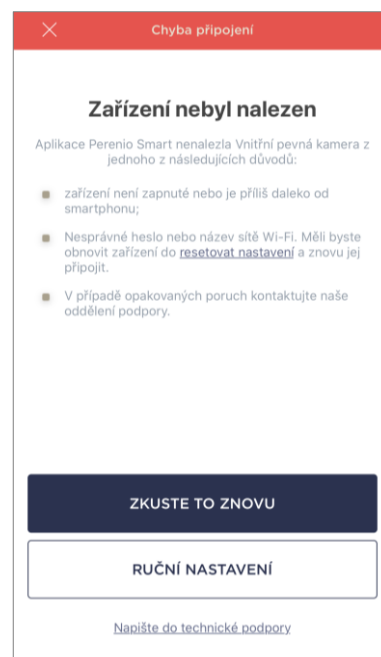 Chyba připojení
Zařízení nebyl nalezen
Aplikace Perenio Smart nenalezla Vnitřní pevná kamera z
jednoho z následujících důvodů:
zařízení není zapnuté nebo je příliš daleko od
smartphonu;
Nesprávné heslo nebo název sítě Wi-Fi. Měli byste
obnovit zařízení do resetovat nastavení a znovu jej
připojit.
V případě opakovaných poruch kontaktujte naše
oddělení podpory.
ZKUSTE TO ZNOVU
RUČNÍ NASTAVENÍ
Napište do technické podpory